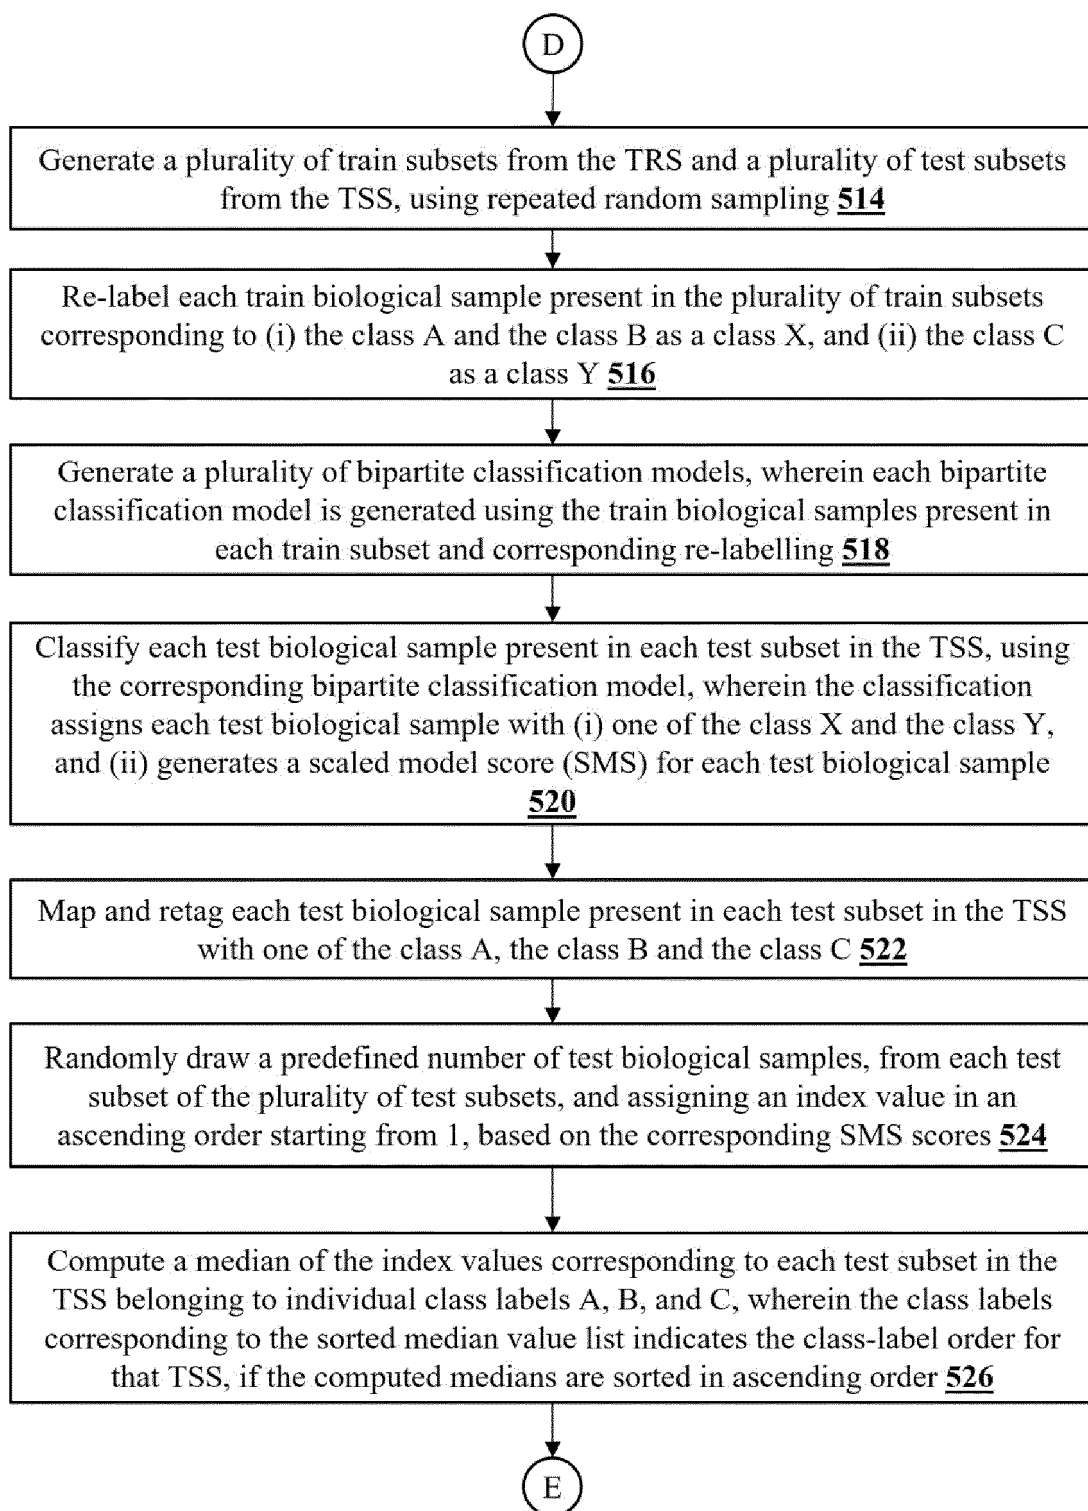 D
Generate a plurality of train subsets from the TRS and a plurality of test subsets
from the TSS, using repeated random sampling 514
Re-label each train biological sample present in the plurality of train subsets
corresponding to (i) the class A and the class B as a class X, and (ii) the class C
as a class Y 516
Generate a plurality of bipartite classification models, wherein each bipartite
classification model is generated using the train biological samples present in
each train subset and corresponding re-labelling 518
Classify each test biological sample present in each test subset in the TSS, using
the corresponding bipartite classification model, wherein the classification
assigns each test biological sample with (i) one of the class X and the class Y,
and (ii) generates a scaled model score (SMS) for each test biological sample
520
Map and retag each test biological sample present in each test subset in the TSS
with one of the class A, the class B and the class C 522
Randomly draw a predefined number of test biological samples, from each test
subset of the plurality of test subsets, and assigning an index value in an
ascending order starting from 1, based on the corresponding SMS scores 524
Compute a median of the index values corresponding to each test subset in the
TSS belonging to individual class labels A, B, and C, wherein the class labels
corresponding to the sorted median value list indicates the class-label order for
that TSS, if the computed medians are sorted in ascending order 526
E